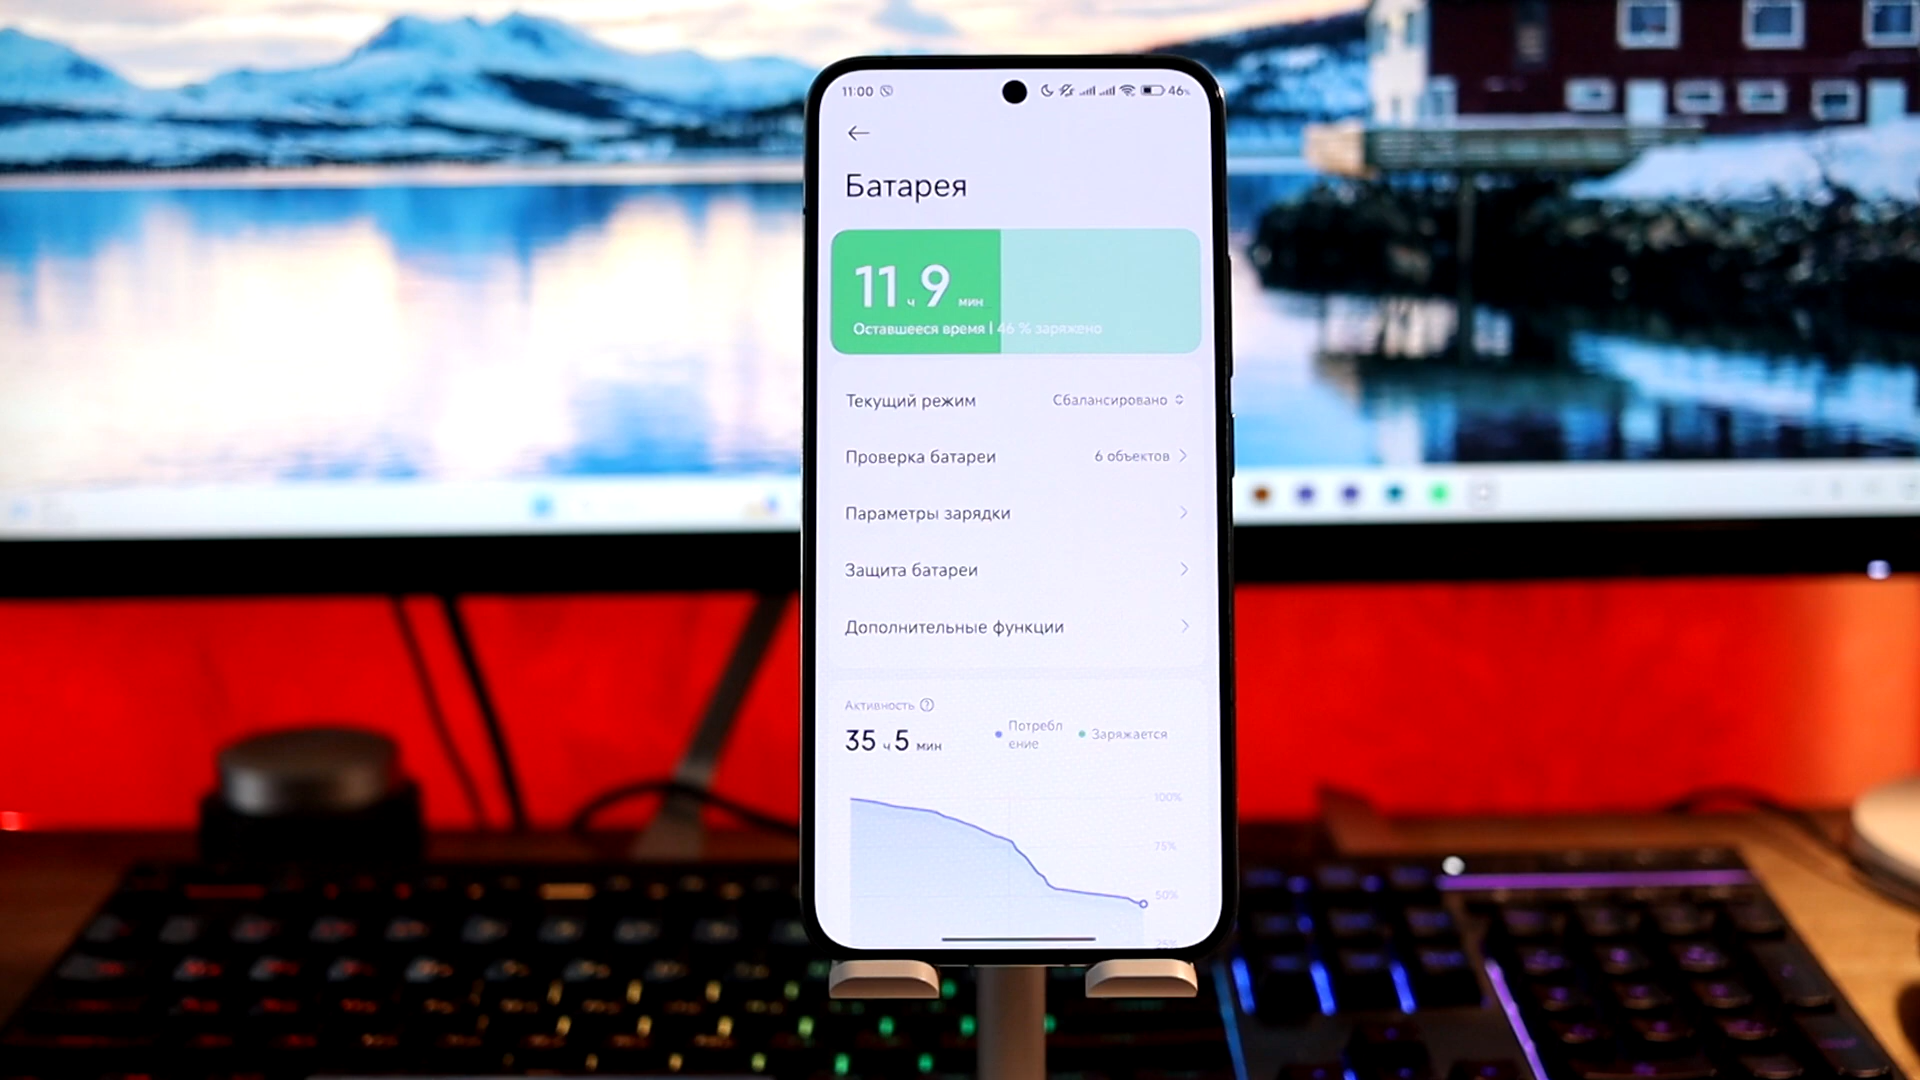 11:00 46%
Батарея
11 ч 9 мин
Оставшееся время | 46 % заряжено
Текущий режим Сбалансировано
Проверка батареи 6 объектов
Параметры зарядки
Защита батареи
Дополнительные функции
Активность ?
35 ч 5 мин
Потребл
ение
Заряжается
100%
75%
50%
25%